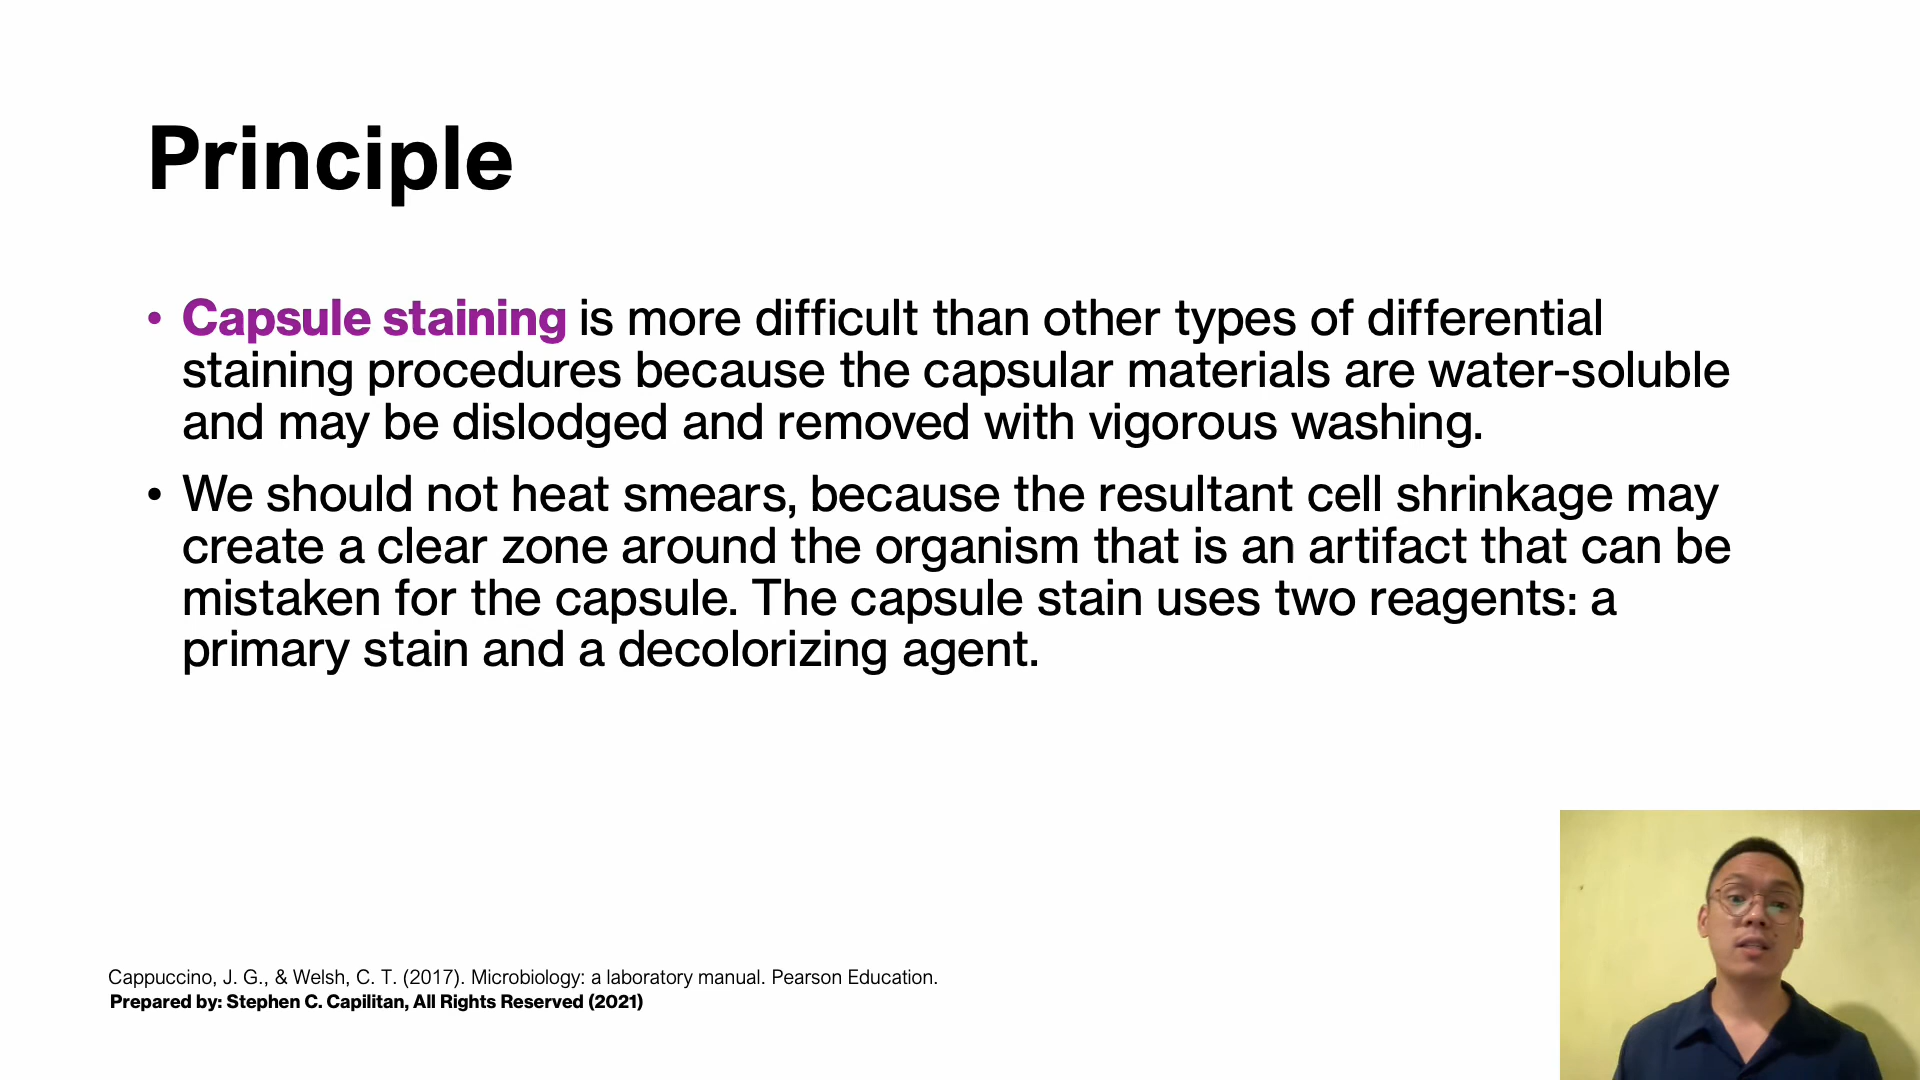 Principle
• Capsule staining is more difficult than other types of differential
staining procedures because the capsular materials are water-soluble
and may be dislodged and removed with vigorous washing.
• We should not heat smears, because the resultant cell shrinkage may
create a clear zone around the organism that is an artifact that can be
mistaken for the capsule. The capsule stain uses two reagents: a
primary stain and a decolorizing agent.
Cappuccino, J. G., & Welsh, C. T. (2017). Microbiology: a laboratory manual. Pearson Education.
Prepared by: Stephen C. Capilitan, All Rights Reserved (2021)